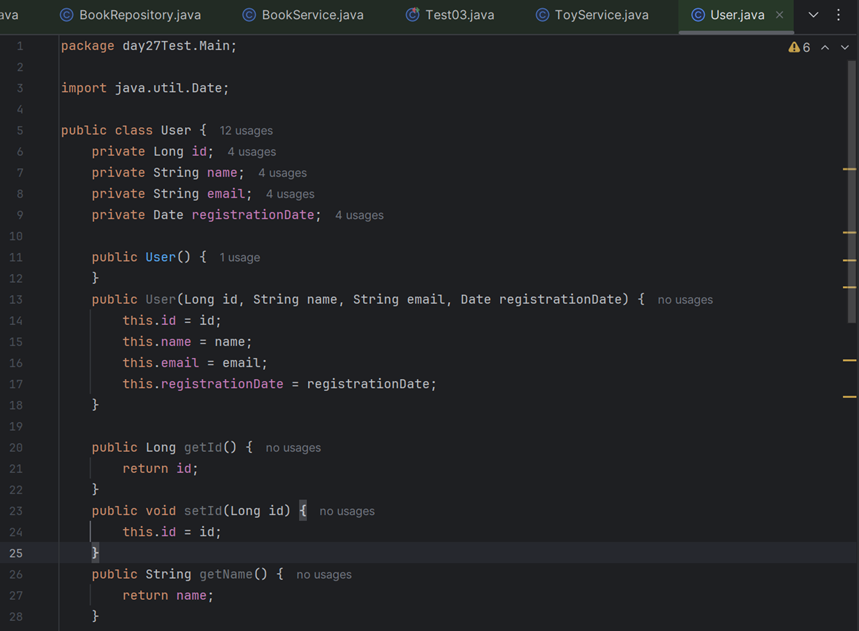 ava BookRepository.java BookService.java Test03.java ToyService.java User.java
6
1 package day27Test.Main;
2
3 import java.util.Date;
4
5 public class User { 12 usages
6 private Long id; 4 usages
7 private String name; 4 usages
8 private String email; 4 usages
9 private Date registrationDate; 4 usages
10
11 public User() { 1 usage
12 }
13 public User(Long id, String name, String email, Date registrationDate) { no usages
14 this.id = id;
15 this.name = name;
16 this.email = email;
17 this.registrationDate = registrationDate;
18 }
19
20 public Long getId() { no usages
21 return id;
22 }
23 public void setId(Long id) { no usages
24 this.id = id;
25 }
26 public String getName() { no usages
27 return name;
28 }